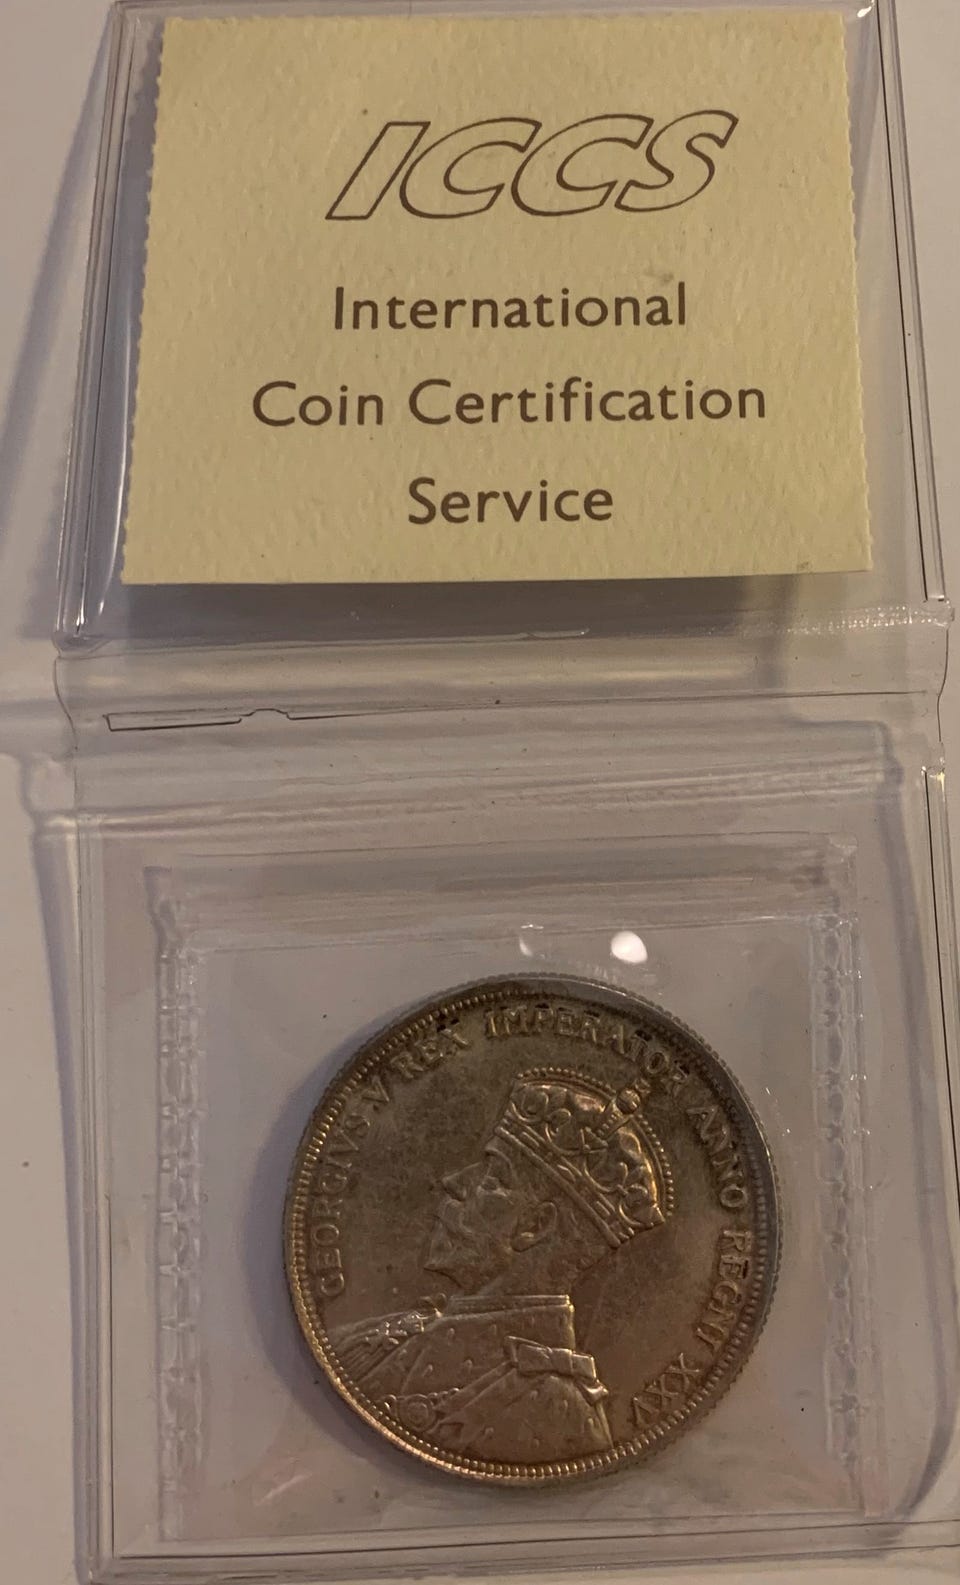 ICCS
International
Coin Certification
Service
GEORGIVS V REX IMPERATOR ANNO REGNI XXV